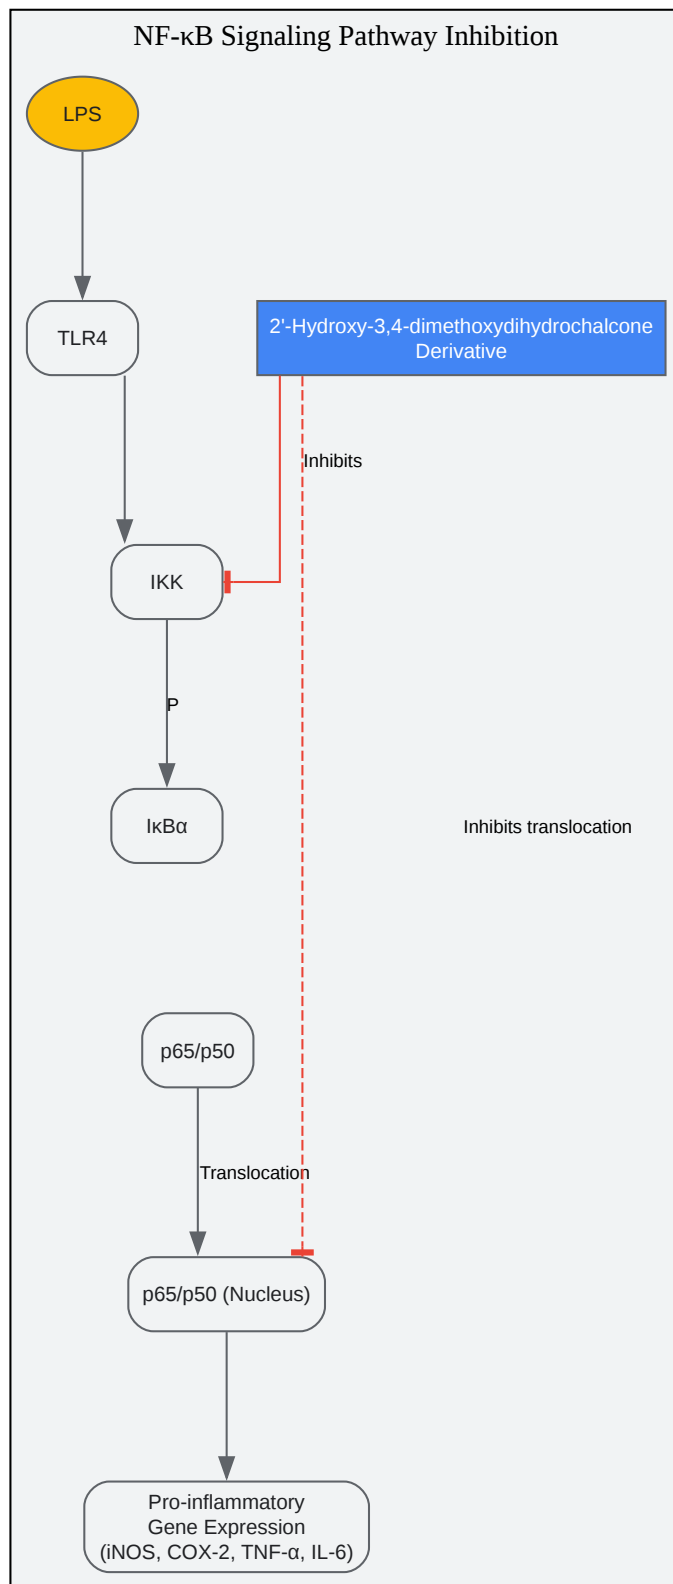 NF-κB Signaling Pathway Inhibition
LPS
TLR4
2'-Hydroxy-3,4-dimethoxydihydrochalcone
Derivative
Inhibits
IKK
P
IκBα
Inhibits translocation
p65/p50
Translocation
p65/p50 (Nucleus)
Pro-inflammatory
Gene Expression
(iNOS, COX-2, TNF-α, IL-6)